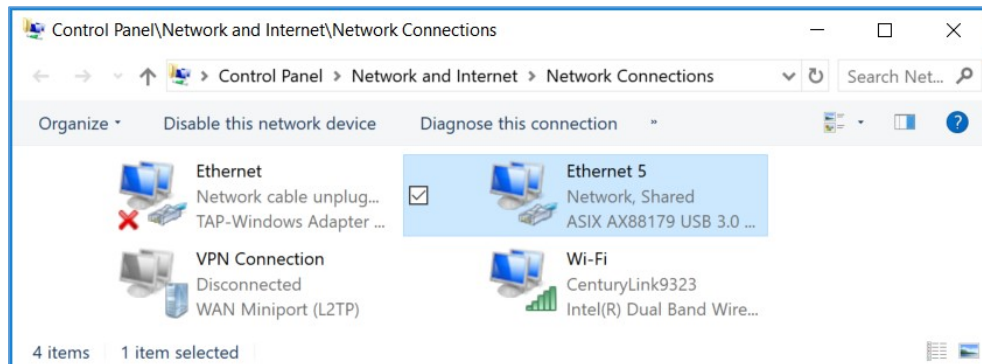 Control Panel\Network and Internet\Network Connections
Control Panel > Network and Internet > Network Connections
Search Net...
Organize
Disable this network device
Diagnose this connection
»
Ethernet
Network cable unplug...
TAP-Windows Adapter ...
Ethernet 5
Network, Shared
ASIX AX88179 USB 3.0 ...
VPN Connection
Disconnected
WAN Miniport (L2TP)
Wi-Fi
CenturyLink9323
Intel(R) Dual Band Wire...
4 items
1 item selected